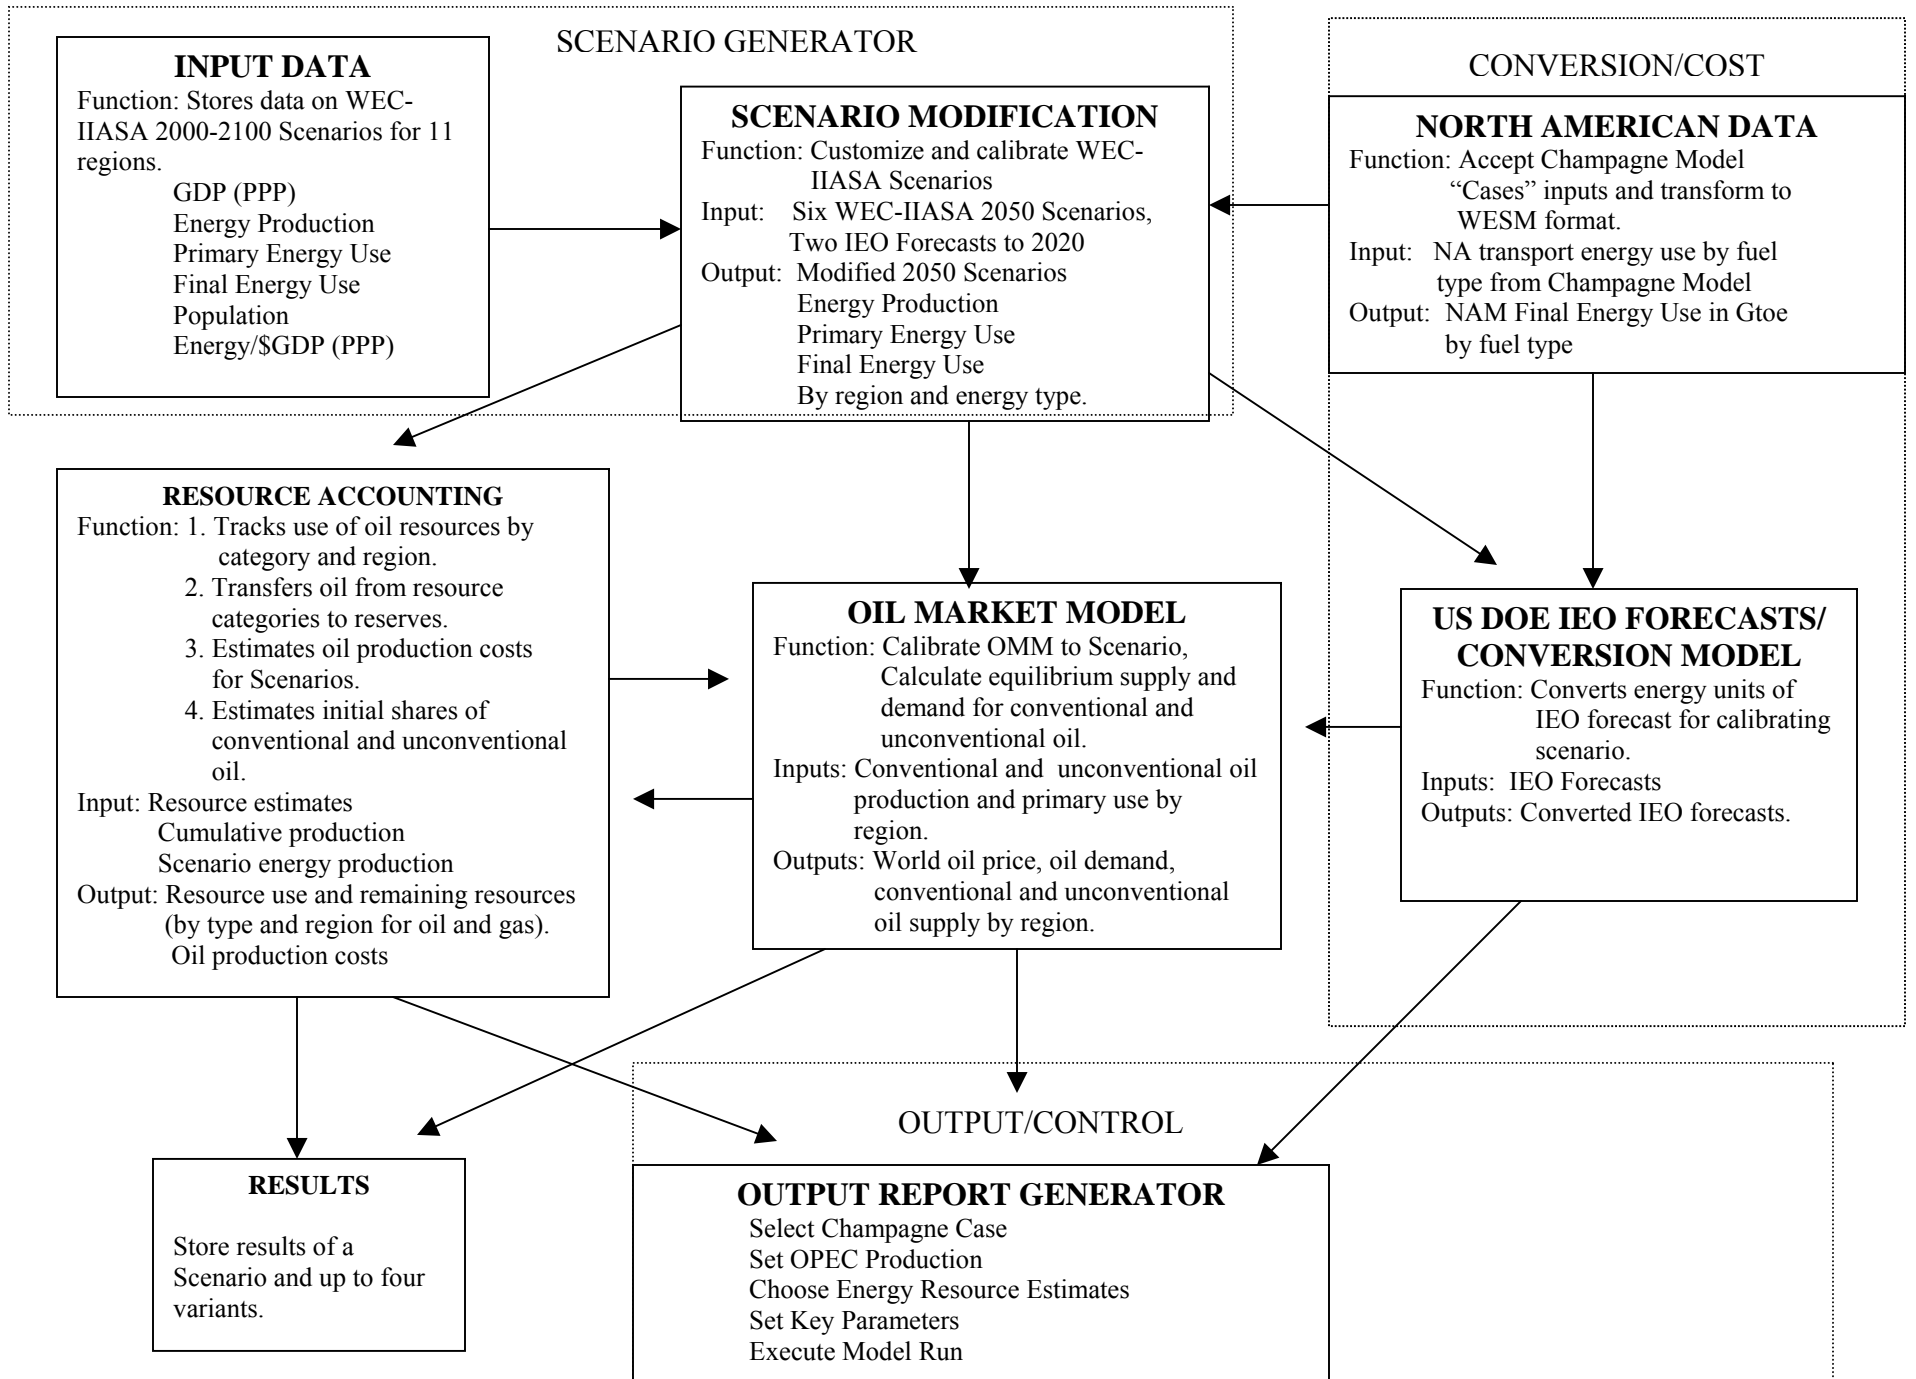 SCENARIO GENERATOR
INPUT DATA
Function: Stores data on WEC-
IIASA 2000-2100 Scenarios for 11
regions.
GDP (PPP)
Energy Production
Primary Energy Use
Final Energy Use
Population
Energy/$GDP (PPP)
SCENARIO MODIFICATION
Function: Customize and calibrate WEC-
IIASA Scenarios
Input: Six WEC-IIASA 2050 Scenarios,
Two IEO Forecasts to 2020
Output: Modified 2050 Scenarios
Energy Production
Primary Energy Use
Final Energy Use
By region and energy type.
CONVERSION/COST
NORTH AMERICAN DATA
Function: Accept Champagne Model
“Cases” inputs and transform to
WESM format.
Input: NA transport energy use by fuel
type from Champagne Model
Output: NAM Final Energy Use in Gtoe
by fuel type
RESOURCE ACCOUNTING
Function: 1. Tracks use of oil resources by
category and region.
2. Transfers oil from resource
categories to reserves.
3. Estimates oil production costs
for Scenarios.
4. Estimates initial shares of
conventional and unconventional
oil.
Input: Resource estimates
Cumulative production
Scenario energy production
Output: Resource use and remaining resources
(by type and region for oil and gas).
Oil production costs
OIL MARKET MODEL
Function: Calibrate OMM to Scenario,
Calculate equilibrium supply and
demand for conventional and
unconventional oil.
Inputs: Conventional and unconventional oil
production and primary use by
region.
Outputs: World oil price, oil demand,
conventional and unconventional
oil supply by region.
US DOE IEO FORECASTS/
CONVERSION MODEL
Function: Converts energy units of
IEO forecast for calibrating
scenario.
Inputs: IEO Forecasts
Outputs: Converted IEO forecasts.
RESULTS
Store results of a
Scenario and up to four
variants.
OUTPUT/CONTROL
OUTPUT REPORT GENERATOR
Select Champagne Case
Set OPEC Production
Choose Energy Resource Estimates
Set Key Parameters
Execute Model Run